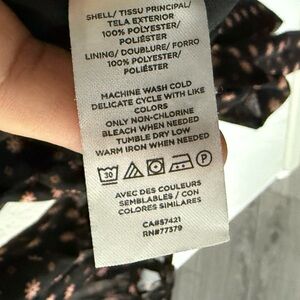 SHELL/ TISSU PRINCIPAL/
TELA EXTERIOR
100% POLYESTER/
POLIÉSTER
LINING/ DOUBLURE/ FORRO
100% POLYESTER/
POLIÉSTER
MACHINE WASH COLD
DELICATE CYCLE WITH LIKE
COLORS
ONLY NON-CHLORINE
BLEACH WHEN NEEDED
TUMBLE DRY LOW
WARM IRON WHEN NEEDED
30 P
AVEC DES COULEURS
SEMBLABLES / CON
COLORES SIMILARES
CA#57421
RN#77379